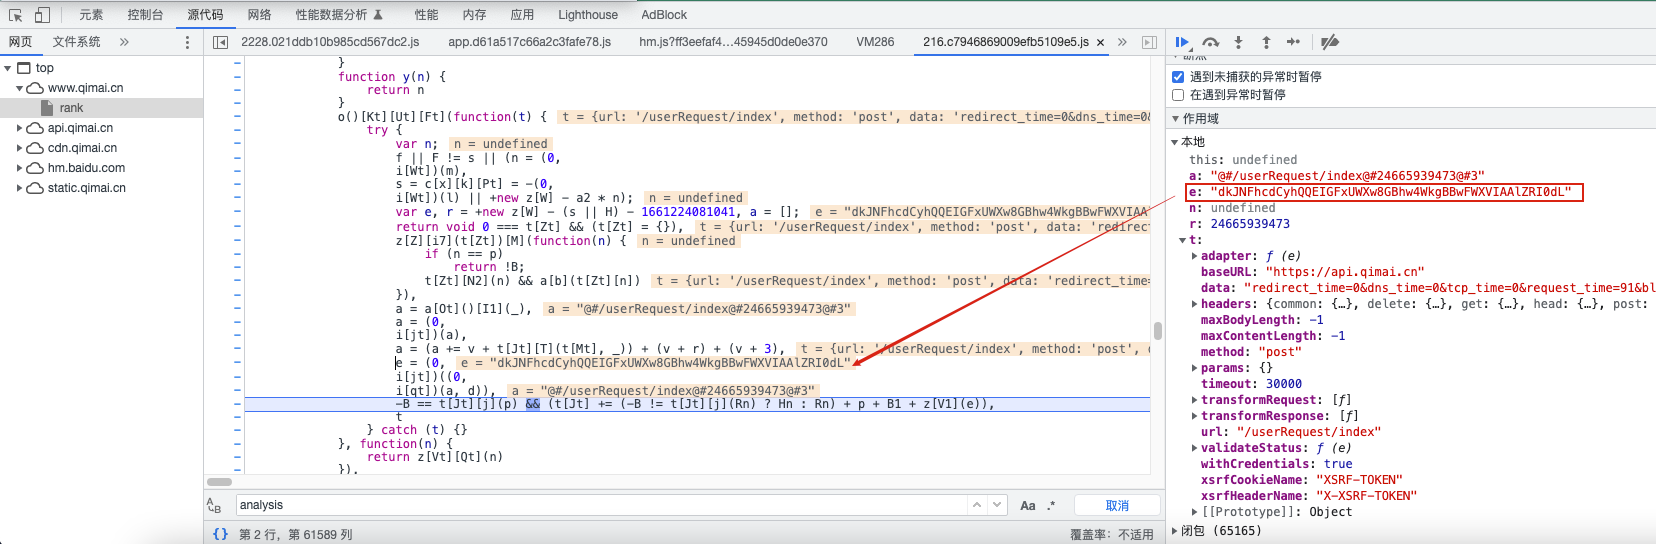 元素 控制台 源代码 网络 性能数据分析 性能 内存 应用 Lighthouse AdBlock
网页 文件系统 »
2228.021ddb10b985cd567dc2.js app.d61a517c66a2c3fafe78.js hm.js?ff3eefaf4…45945d0de0e370 VM286 216.c7946869009efb5109e5.js × »
top
www.qimai.cn
rank
api.qimai.cn
cdn.qimai.cn
hm.baidu.com
static.qimai.cn
}
function y(n) {
return n
}
o()[Kt][Ut][Ft](function(t) { t = {url: '/userRequest/index', method: 'post', data: 'redirect_time=0&dns_time=0&
try {
var n; n = undefined
f || F != s || (n = (0,
i[Wt])(m),
s = c[x][k][Pt] = -(0,
i[Wt])(l) || +new z[W] - a2 * n); n = undefined
var e, r = +new z[W] - (s || H) - 1661224081041, a = []; e = "dkJNFhcdCyhQQEIGFxUWXw8GBhw4WkgBBwFWXVIAA
return void 0 === t[Zt] && (t[Zt] = {}), t = {url: '/userRequest/index', method: 'post', data: 'redirect
z[Z][i7](t[Zt])[M](function(n) { n = undefined
if (n == p)
return !B;
t[Zt][N2](n) && a[b](t[Zt][n]) t = {url: '/userRequest/index', method: 'post', data: 'redirect_time=
}),
a = a[Ot]()[I1](_), a = "@#/userRequest/index@#24665939473@#3"
a = (0,
i[jt])(a),
a = (a += v + t[Jt][T](t[Mt], _)) + (v + r) + (v + 3), t = {url: '/userRequest/index', method: 'post',
e = (0, e = "dkJNFhcdCyhQQEIGFxUWXw8GBhw4WkgBBwFWXVIAAlZRI0dL"
i[jt])((0,
i[qt])(a, d)), a = "@#/userRequest/index@#24665939473@#3"
-B == t[Jt][j](p) && (t[Jt] += (-B != t[Jt][j](Rn) ? Hn : Rn) + p + B1 + z[V1](e)),
t
} catch (t) {}
}, function(n) {
return z[Vt][Qt](n)
}),
analysis
Aa .* 取消
{} 第 2 行，第 61589 列 覆盖率：不适用
断点
遇到未捕获的异常时暂停
在遇到异常时暂停
作用域
本地
this: undefined
a: "@#/userRequest/index@#24665939473@#3"
e: "dkJNFhcdCyhQQEIGFxUWXw8GBhw4WkgBBwFWXVIAAlZRI0dL"
n: undefined
r: 24665939473
t:
adapter: ƒ (e)
baseURL: "https://api.qimai.cn"
data: "redirect_time=0&dns_time=0&tcp_time=0&request_time=91&bl
headers: {common: {…}, delete: {…}, get: {…}, head: {…}, post:
maxBodyLength: -1
maxContentLength: -1
method: "post"
params: {}
timeout: 30000
transformRequest: [ƒ]
transformResponse: [ƒ]
url: "/userRequest/index"
validateStatus: ƒ (e)
withCredentials: true
xsrfCookieName: "XSRF-TOKEN"
xsrfHeaderName: "X-XSRF-TOKEN"
[[Prototype]]: Object
闭包 (65165)